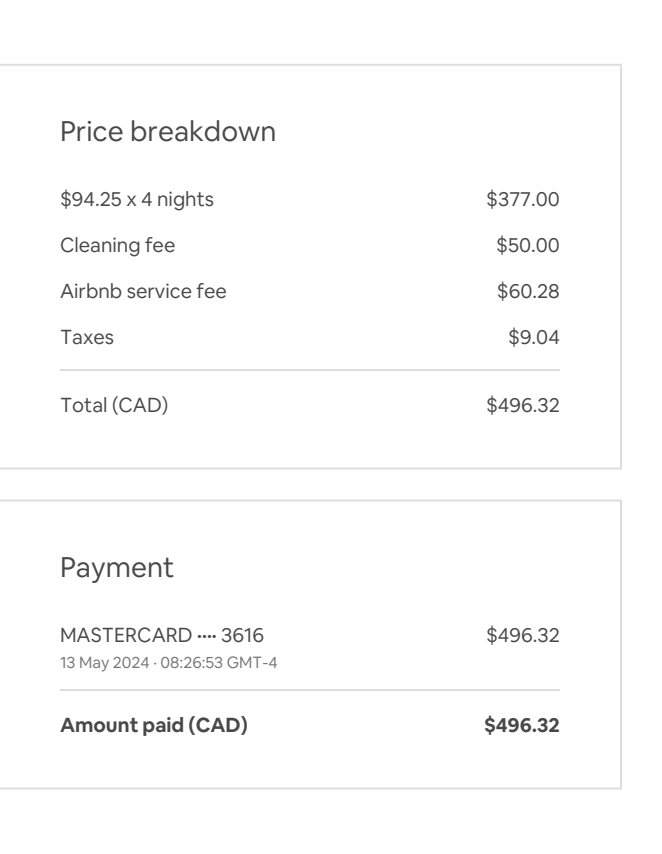 Price breakdown
$94.25 x 4 nights $377.00
Cleaning fee $50.00
Airbnb service fee $60.28
Taxes $9.04
Total (CAD) $496.32
Payment
MASTERCARD •••• 3616 $496.32
13 May 2024 · 08:26:53 GMT-4
Amount paid (CAD) $496.32